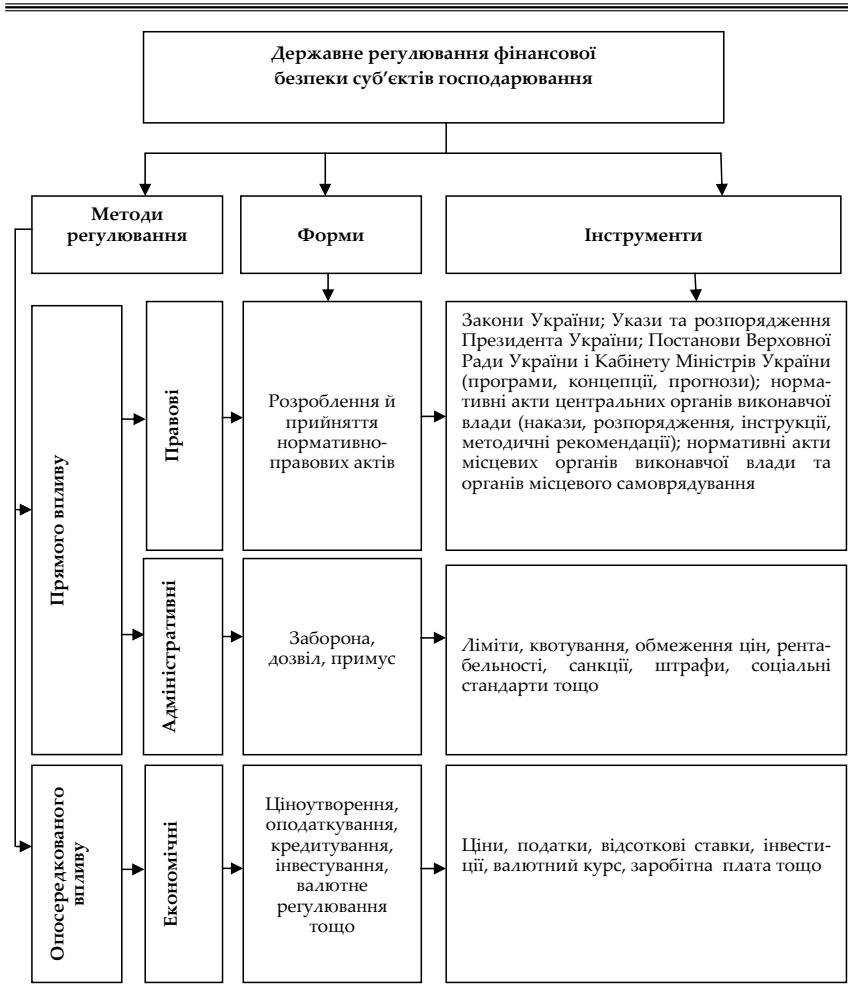 Державне регулювання фінансової
безпеки суб’єктів господарювання
Методи
регулювання
Форми
Інструменти
Прямого впливу
Правові
Розроблення й
прийняття
нормативно-
правових актів
Закони України; Укази та розпорядження
Президента України; Постанови Верховної
Ради України і Кабінету Міністрів України
(програми, концепції, прогнози); норма-
тивні акти центральних органів виконавчої
влади (накази, розпорядження, інструкції,
методичні рекомендації); нормативні акти
місцевих органів виконавчої влади та
органів місцевого самоврядування
Адміністративні
Заборона,
дозвіл, примус
Ліміти, квотування, обмеження цін, рента-
бельності, санкції, штрафи, соціальні
стандарти тощо
Опосередкованого
впливу
Економічні
Ціноутворення,
оподаткування,
кредитування,
інвестування,
валютне
регулювання
тощо
Ціни, податки, відсоткові ставки, інвести-
ції, валютний курс, заробітна плата тощо